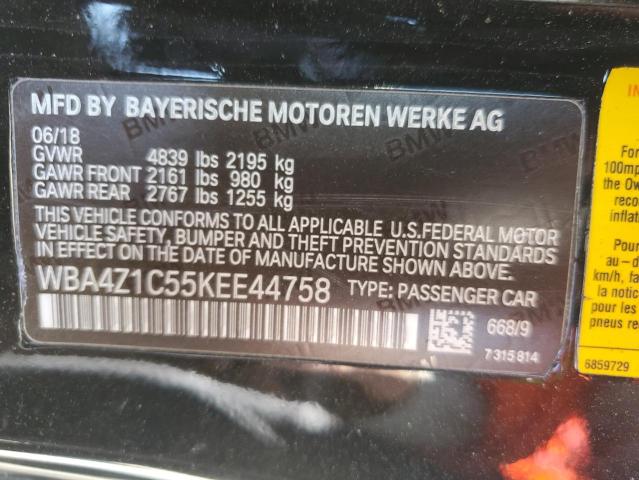 MFD BY BAYERISCHE MOTOREN WERKE AG
06/18
GVWR 4839 lbs 2195 kg
GAWR FRONT 2161 lbs 980 kg
GAWR REAR 2767 lbs 1255 kg
THIS VEHICLE CONFORMS TO ALL APPLICABLE U.S.FEDERAL MOTOR
VEHICLE SAFETY, BUMPER AND THEFT PREVENTION STANDARDS
IN EFFECT ON THE DATE OF MANUFACTURE SHOWN ABOVE.
WBA4Z1C55KEE44758 TYPE: PASSENGER CAR
668/9
7 315 814
For
100mp
the Ow
reco
inflat
Pou
au-d
km/h, fai
la notice
pour les
pneus re
6859729